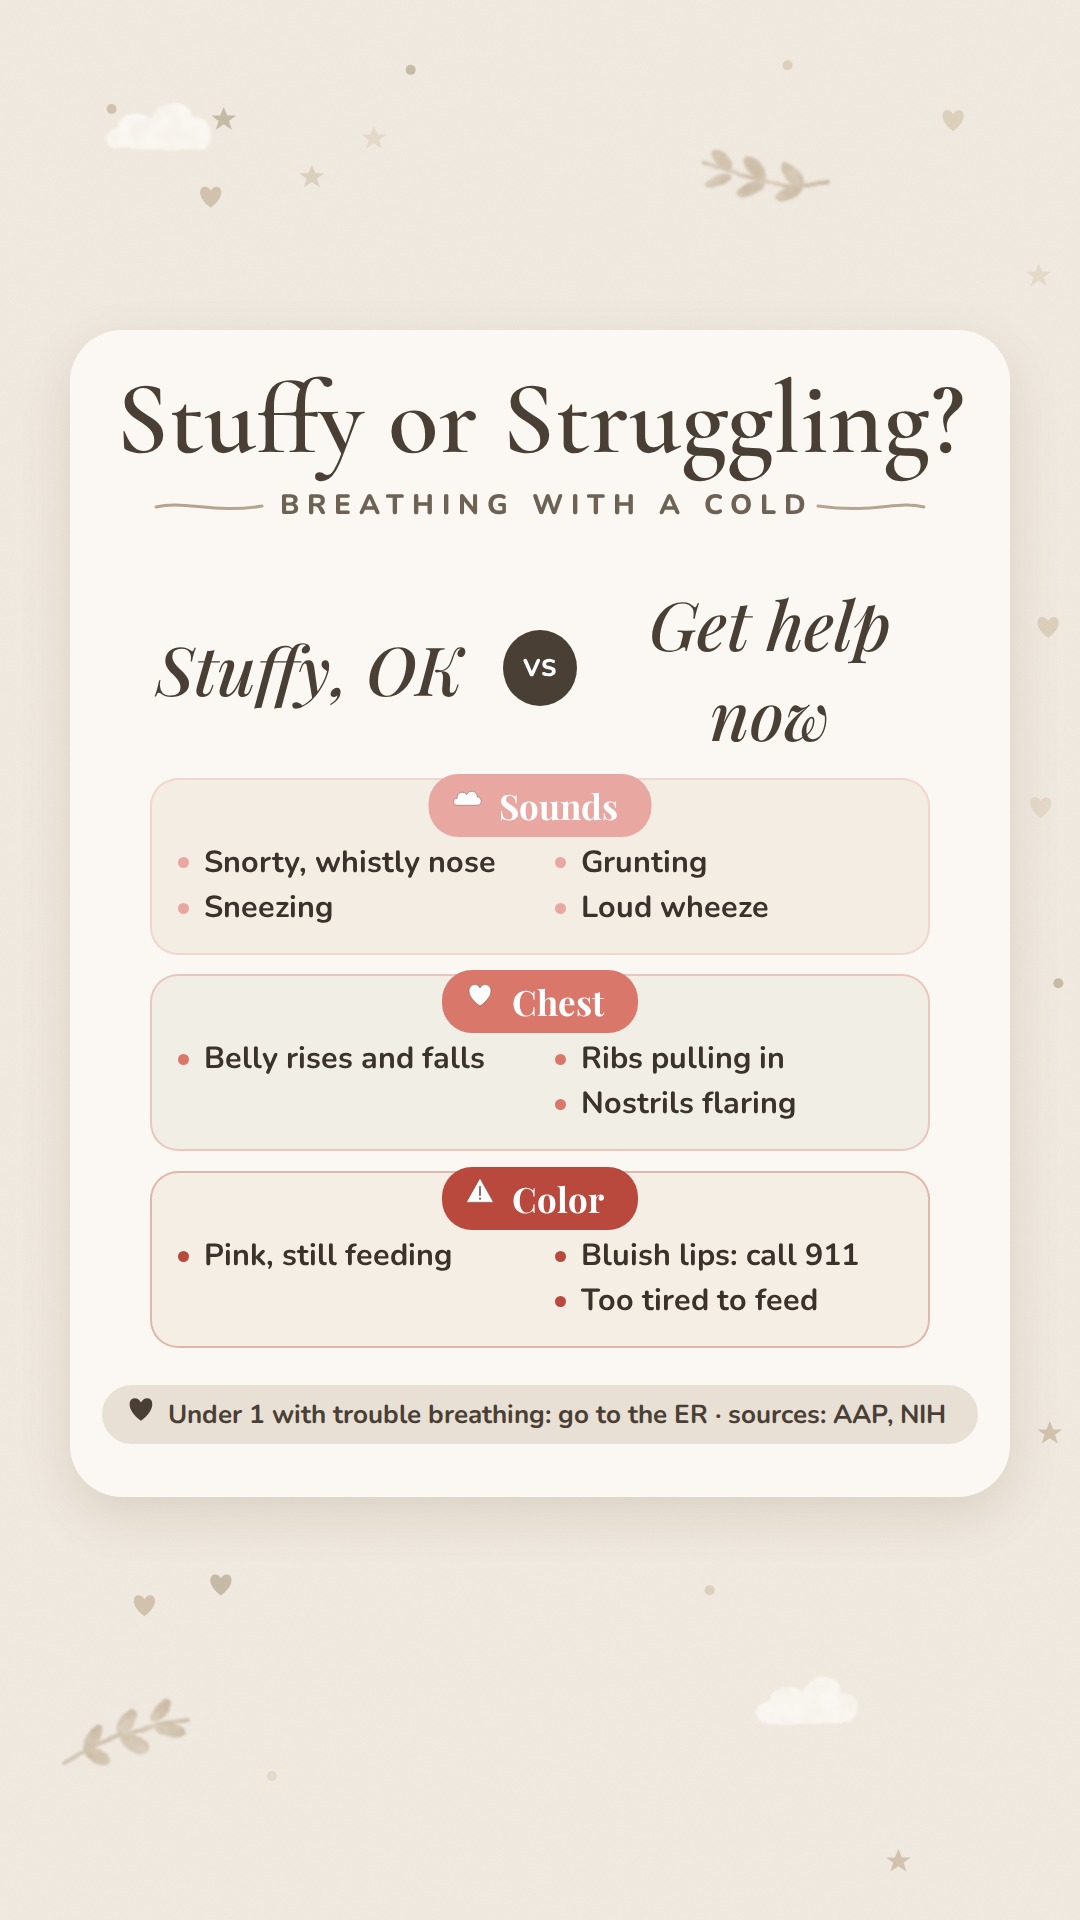 Stuffy or Struggling?
BREATHING WITH A COLD
Stuffy, OK
VS
Get help
now
Sounds
Snorty, whistly nose
Sneezing
Grunting
Loud wheeze
Chest
Belly rises and falls
Ribs pulling in
Nostrils flaring
Color
Pink, still feeding
Bluish lips: call 911
Too tired to feed
Under 1 with trouble breathing: go to the ER · sources: AAP, NIH